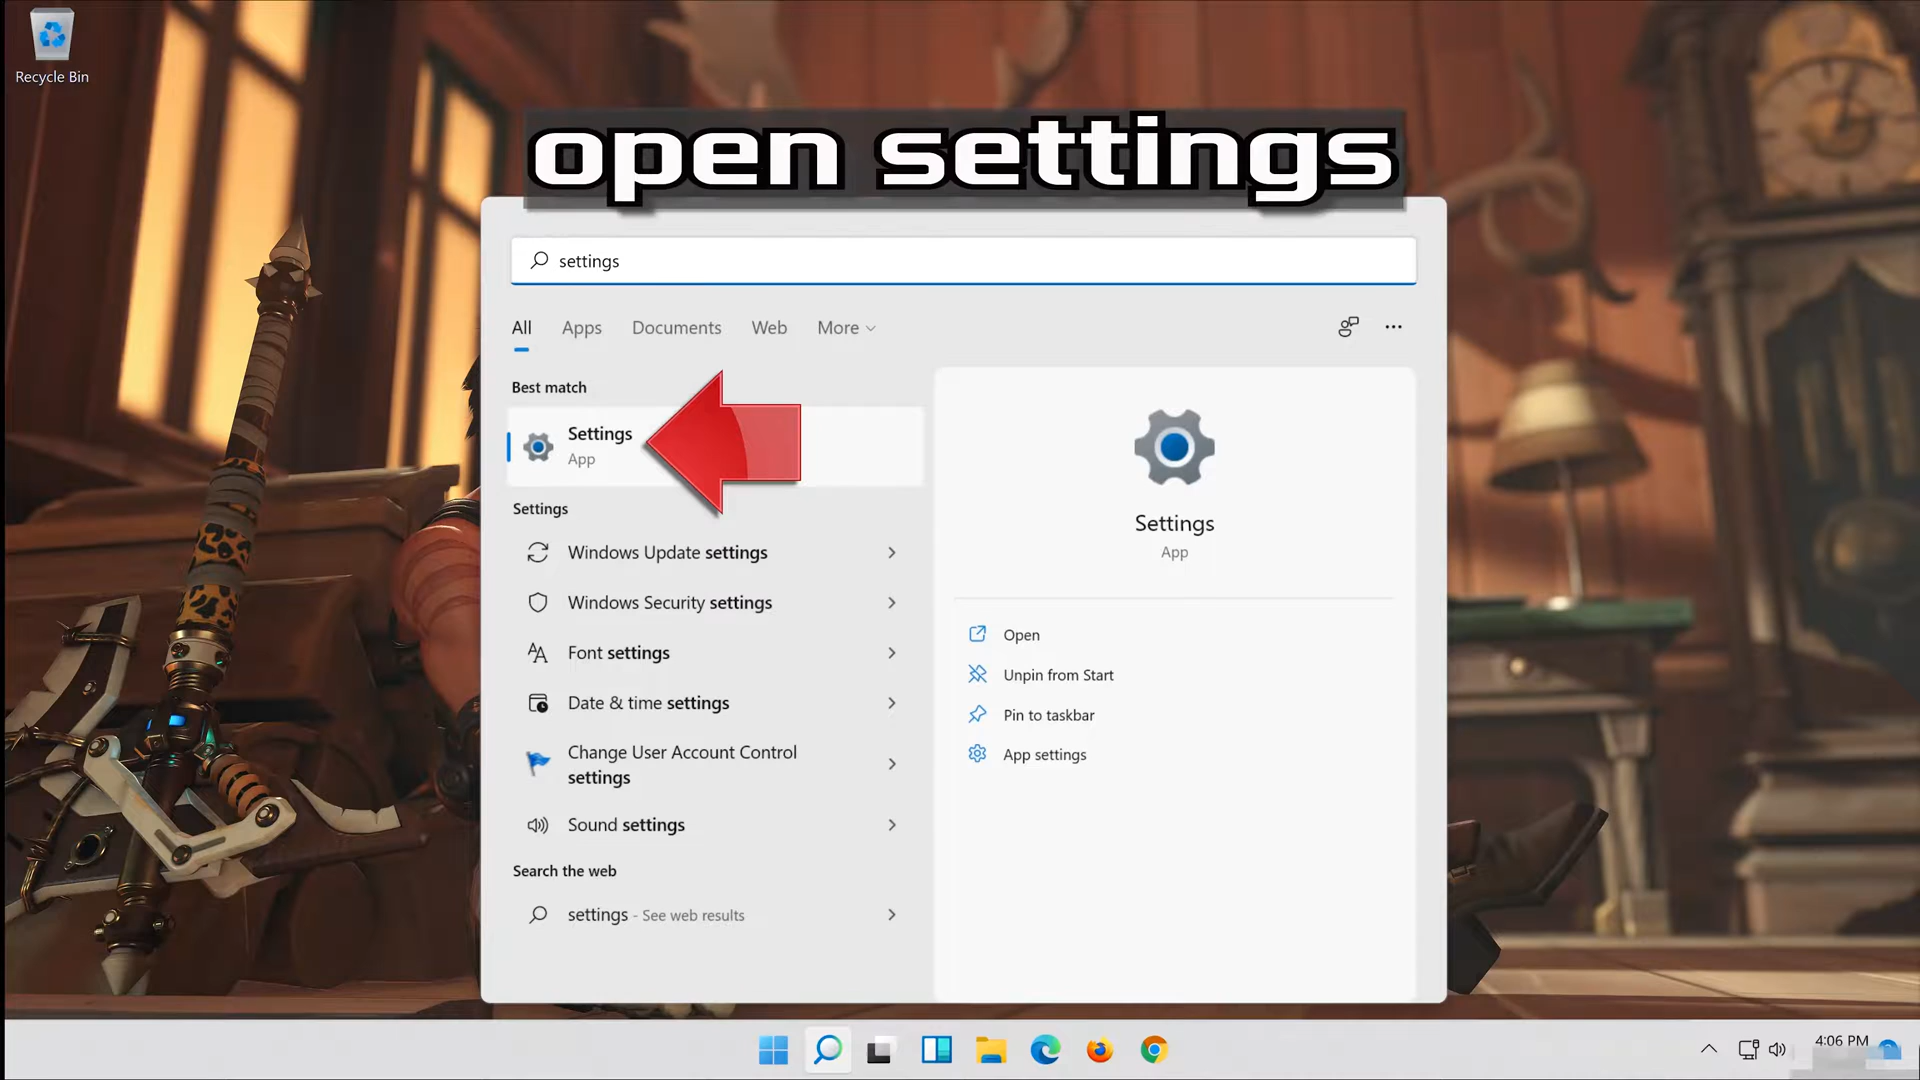 Recycle Bin
open settings
settings
All Apps Documents Web More
Best match
Settings
App
Settings
Windows Update settings
Windows Security settings
Font settings
Date & time settings
Change User Account Control
settings
Sound settings
Search the web
settings - See web results
Settings
App
Open
Unpin from Start
Pin to taskbar
App settings
4:06 PM